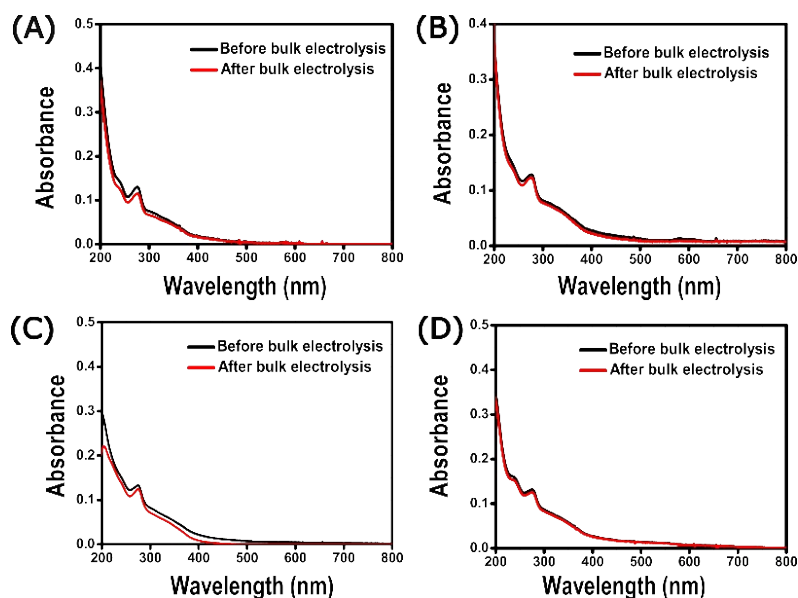 (A)
0.5
0.4
0.3
0.2
0.1
0.0
Absorbance
Before bulk electrolysis
After bulk electrolysis
200 300 400 500 600 700 800
Wavelength (nm)
(B)
0.4
0.3
0.2
0.1
0.0
Absorbance
Before bulk electrolysis
After bulk electrolysis
200 300 400 500 600 700 800
Wavelength (nm)
(C)
0.5
0.4
0.3
0.2
0.1
0.0
Absorbance
Before bulk electrolysis
After bulk electrolysis
200 300 400 500 600 700 800
Wavelength (nm)
(D)
0.5
0.4
0.3
0.2
0.1
0.0
Absorbance
Before bulk electrolysis
After bulk electrolysis
200 300 400 500 600 700 800
Wavelength (nm)